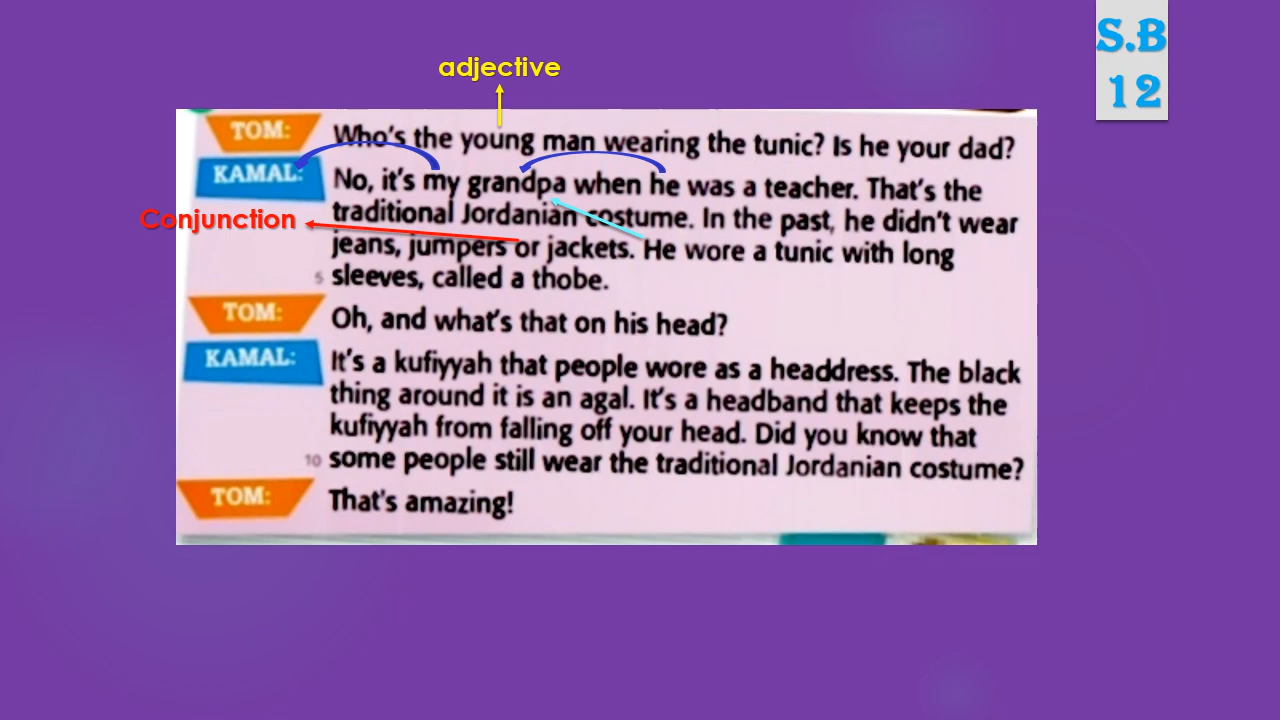 S.B
12
adjective
TOM: Who's the young man wearing the tunic? Is he your dad?
KAMAL: No, it's my grandpa when he was a teacher. That's the
traditional Jordanian costume. In the past, he didn't wear
Conjunction
jeans, jumpers or jackets. He wore a tunic with long
5 sleeves, called a thobe.
TOM: Oh, and what's that on his head?
KAMAL: It's a kufiyyah that people wore as a headdress. The black
thing around it is an agal. It's a headband that keeps the
kufiyyah from falling off your head. Did you know that
10 some people still wear the traditional Jordanian costume?
TOM: That's amazing!